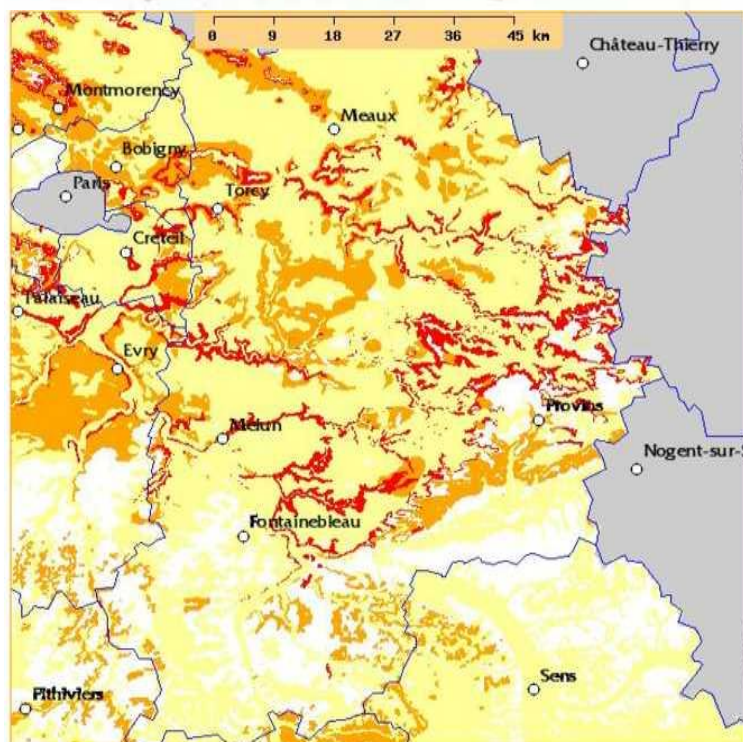 0 9 18 27 36 45 km
Château-Thierry
Montmorency
Meaux
Bobigny
Paris
Torcy
Créteil
Palaiseau
Evry
Provins
Melun
Nogent-sur-S
Fontainebleau
Sens
Pithiviers